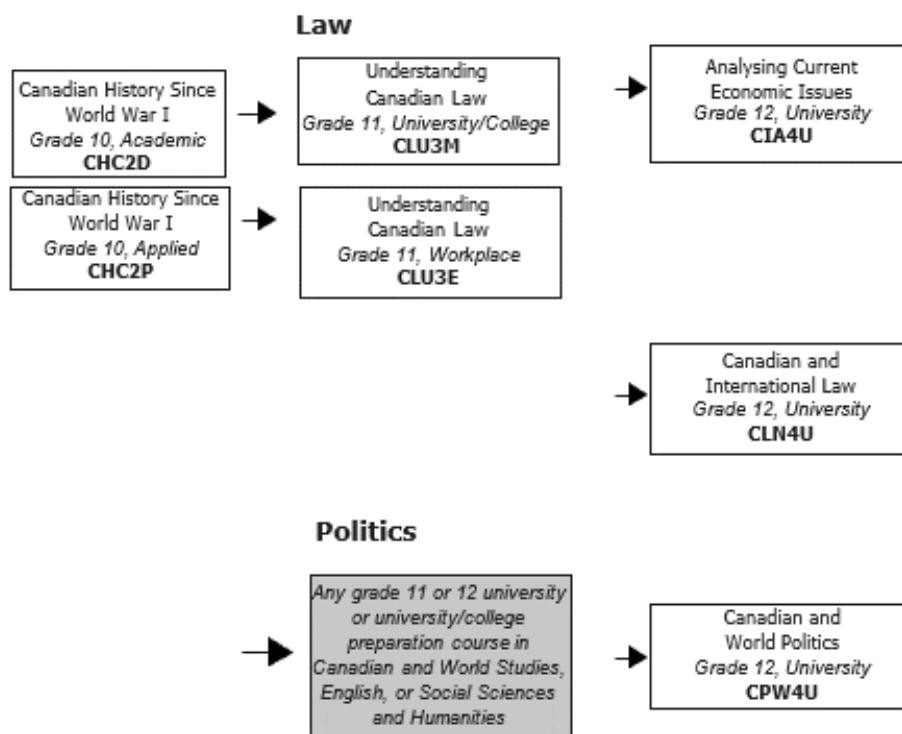 Law
Canadian History Since
World War I
Grade 10, Academic
CHC2D
Understanding
Canadian Law
Grade 11, University/College
CLU3M
Analysing Current
Economic Issues
Grade 12, University
CIA4U
Canadian History Since
World War I
Grade 10, Applied
CHC2P
Understanding
Canadian Law
Grade 11, Workplace
CLU3E
Canadian and
International Law
Grade 12, University
CLN4U
Politics
Any grade 11 or 12 university
or university/college
preparation course in
Canadian and World Studies,
English, or Social Sciences
and Humanities
Canadian and
World Politics
Grade 12, University
CPW4U